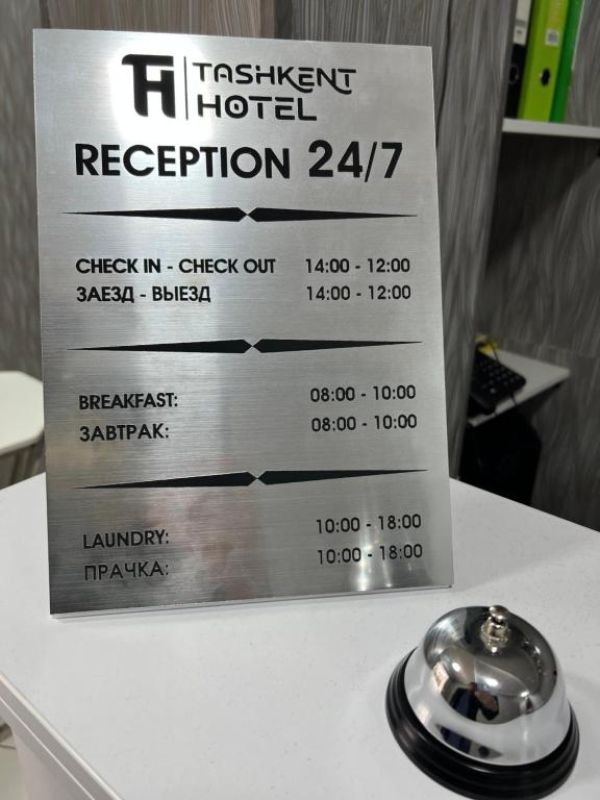 TH TASHKENT
HOTEL
RECEPTION 24/7
CHECK IN - CHECK OUT 14:00 - 12:00
ЗАЕЗД - ВЫЕЗД 14:00 - 12:00
BREAKFAST: 08:00 - 10:00
ЗАВТРАК: 08:00 - 10:00
LAUNDRY: 10:00 - 18:00
ПРАЧКА: 10:00 - 18:00